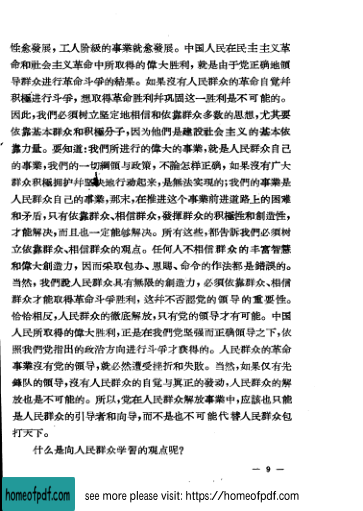 性愈發展，工人阶級的事業就愈發展。中国人民在民主主义革
命和社会主义革命中所取得的偉大胜利，就是由于党正确地領
导群众进行革命斗爭的結果。如果沒有人民群众的革命自覚幷
积極进行斗爭，想取得革命胜利幷巩固这一胜利是不可能的。
因此，我們必須树立坚定地相信和依靠群众多数的思想，尤其要
依靠基本群众和积極分子，因为他們是建設社会主义的基本依
靠力量。要知道：我們所进行的偉大的事業，就是人民群众自己
的事業，我們的一切綱領与政策，不論怎样正确，如果沒有广大
群众积極拥护幷坚决地行动起来，是無法实現的；我們的事業是
人民群众自己的事業，那末，在推进这个事業前进道路上的困难
和矛盾，只有依靠群众、相信群众，發揮群众的积極性和創造性，
才能解决，而且也一定能够解决。所有这些，都告訴我們必須树
立依靠群众、相信群众的观点。任何人不相信群众的丰富智慧
和偉大創造力，因而采取包办、恩賜、命令的作法都是錯誤的。
当然，我們說人民群众具有無限的創造力，必須依靠群众、相信
群众才能取得革命斗爭胜利，这幷不否認党的領导的重要性。
恰恰相反，人民群众的徹底解放，只有党的領导才有可能。中国
人民所取得的偉大胜利，正是在我們党坚强而正确領导之下，依
照我們党指出的政治方向进行斗爭才获得的。人民群众的革命
事業沒有党的領导，就必然遭受挫折和失敗。当然，如果仅有先
鋒队的領导，沒有人民群众的自覚与真正的發动，人民群众的解
放也是不可能的。所以，党在人民群众解放事業中，应該也只能
是人民群众的引导者和向导，而不是也不可能代替人民群众包
打天下。
什么是向人民群众学習的观点呢？
— 9 —
homeofpdf.com
see more please visit: https://homeofpdf.com